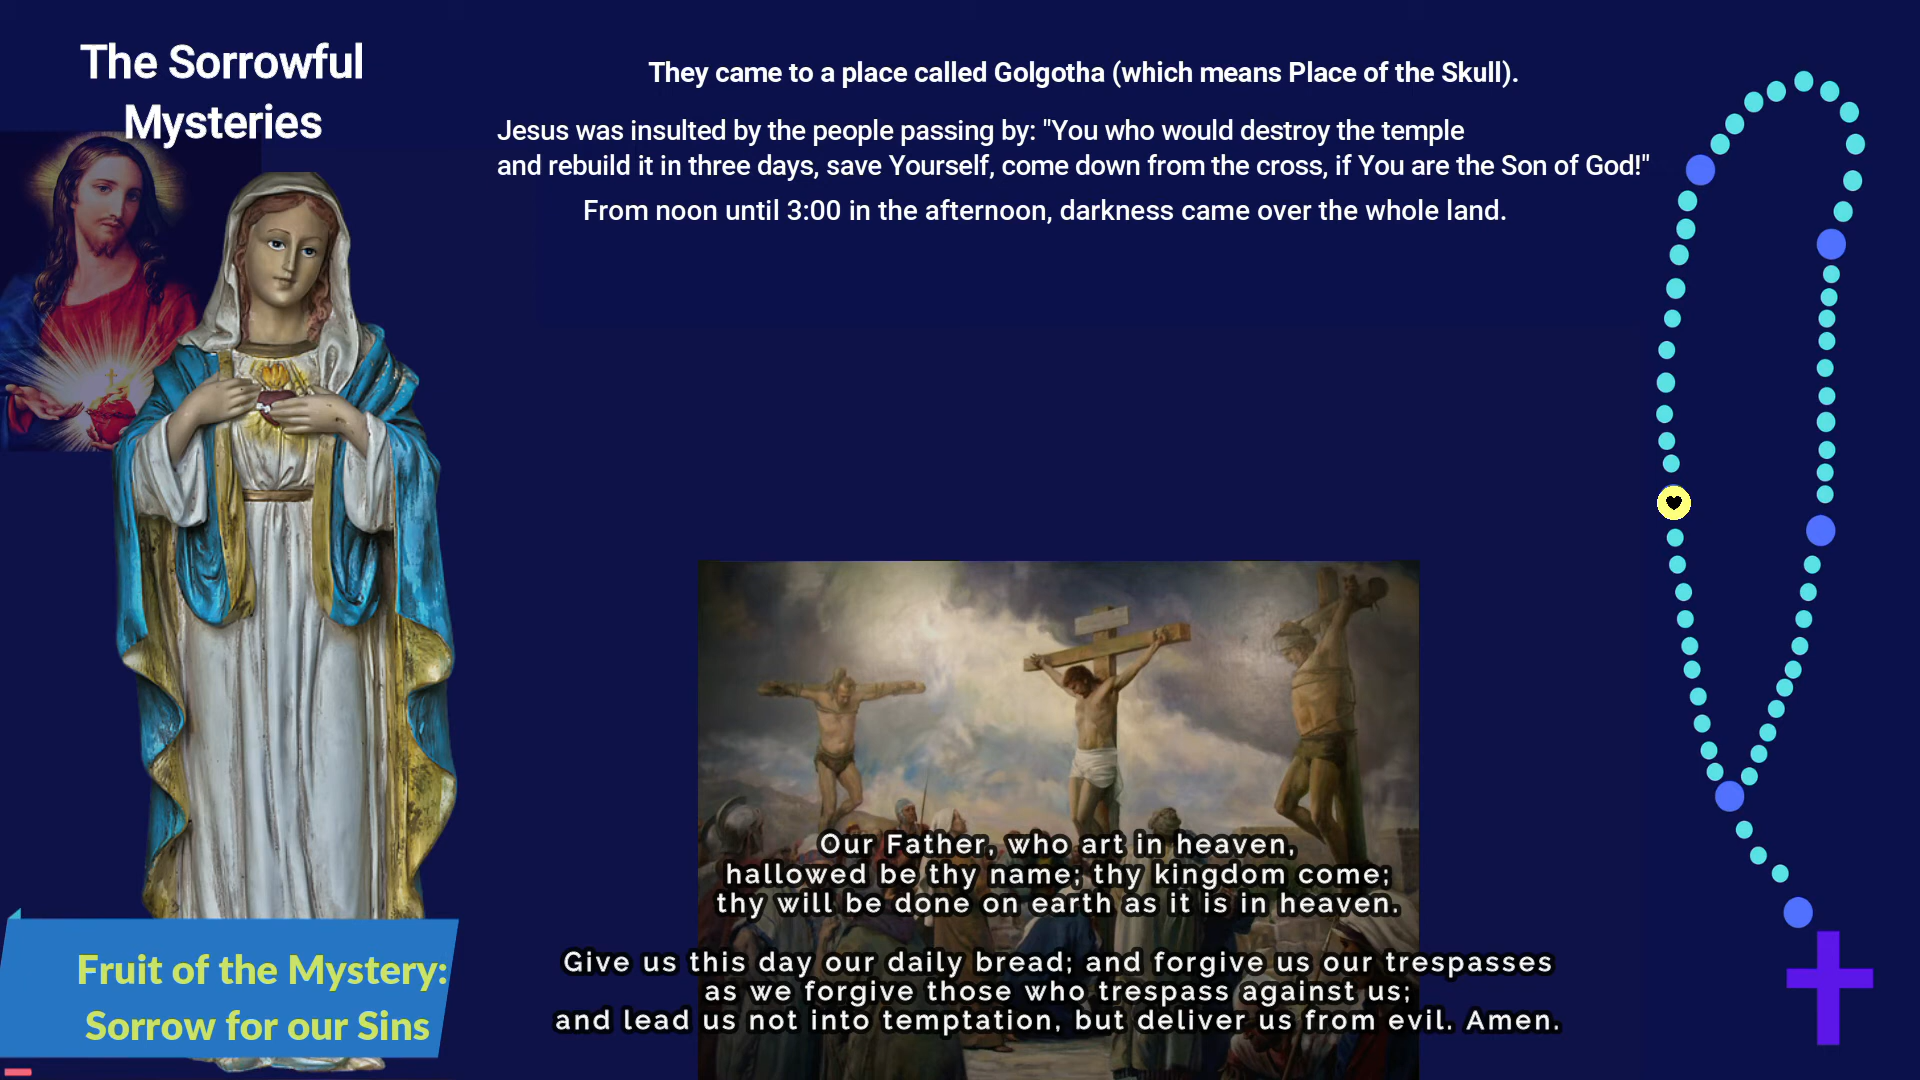 The Sorrowful
Mysteries
They came to a place called Golgotha (which means Place of the Skull).
Jesus was insulted by the people passing by: "You who would destroy the temple
and rebuild it in three days, save Yourself, come down from the cross, if You are the Son of God!"
From noon until 3:00 in the afternoon, darkness came over the whole land.
Our Father, who art in heaven,
hallowed be thy name; thy kingdom come;
thy will be done on earth as it is in heaven.
Give us this day our daily bread; and forgive us our trespasses
as we forgive those who trespass against us;
and lead us not into temptation, but deliver us from evil. Amen.
Fruit of the Mystery:
Sorrow for our Sins